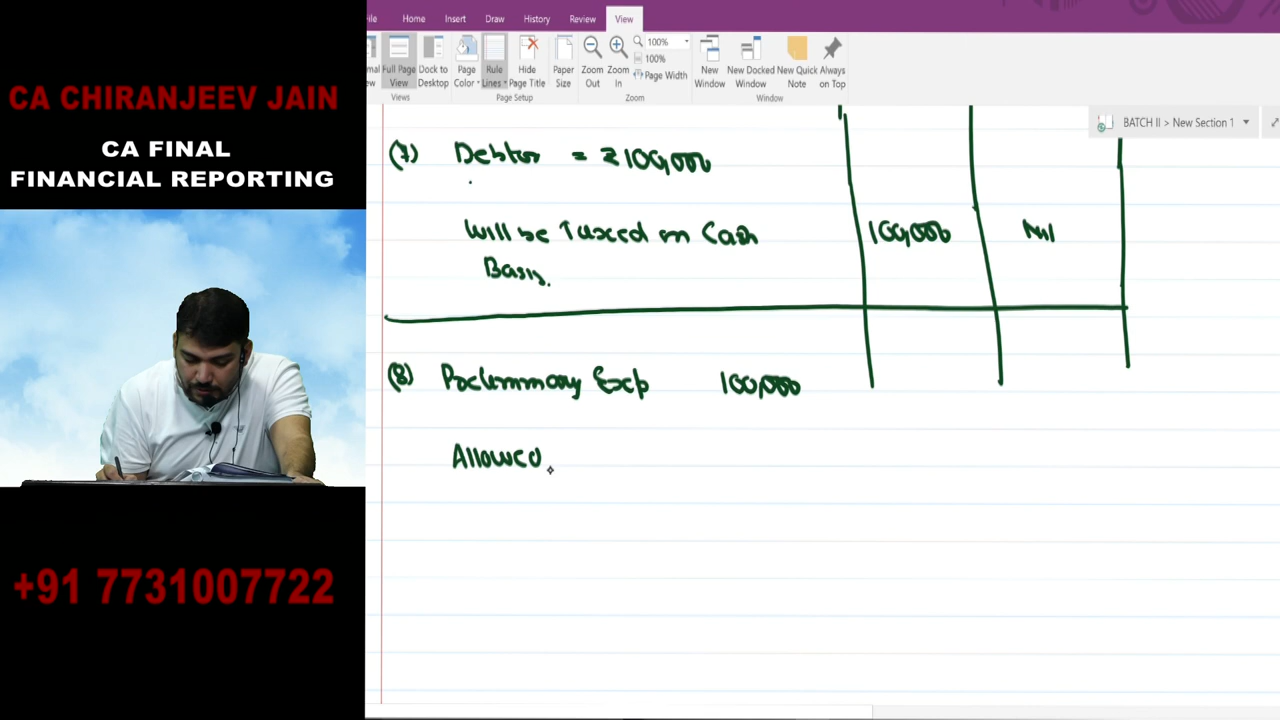 CA CHIRANJEEV JAIN
CA FINAL
FINANCIAL REPORTING
+91 7731007722
File Home Insert Draw History Review View
Full Page View
Dock to Desktop
Page Color
Rule Lines
Hide Page Title
Paper Size
Zoom Out
Zoom In
100%
100%
Page Width
New Window
New Docked Window
New Quick Note
Always on Top
Views Page Setup Zoom Window
BATCH II > New Section 1
(7) Debtor = ₹ 100,000
Will be Taxed on Cash 100,000 Nil
Basis.
(8) Preliminary Exp 100,000
Allowed